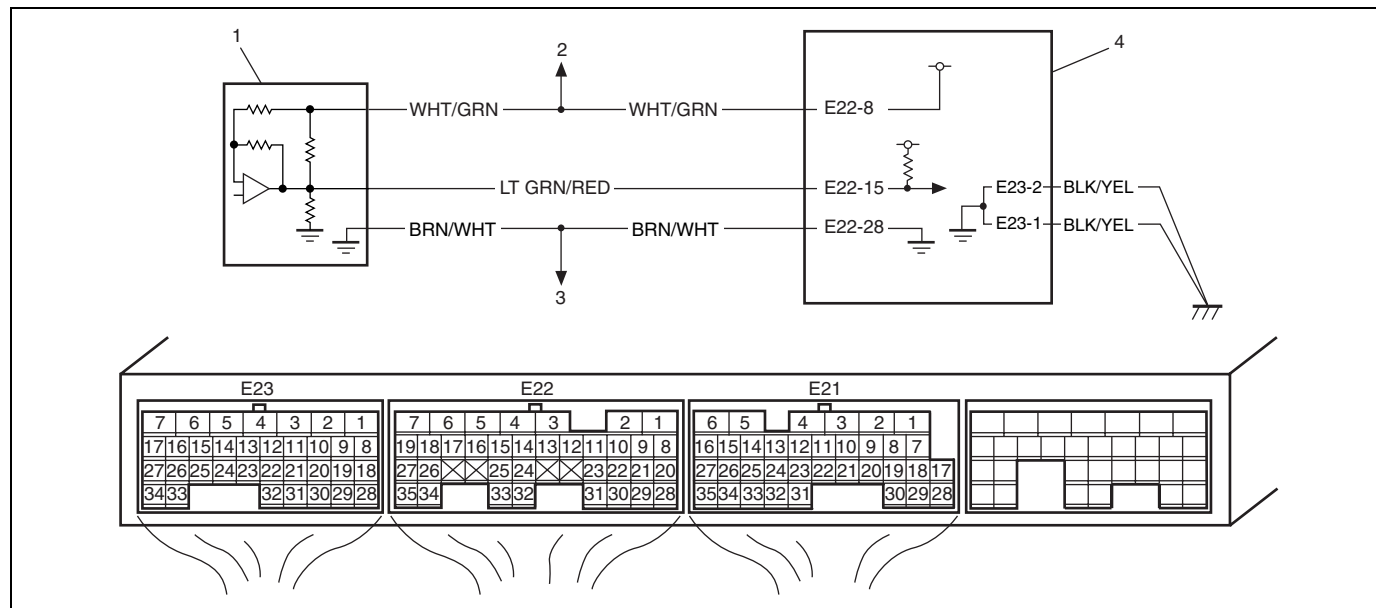 1
2
4
WHT/GRN WHT/GRN E22-8
LT GRN/RED E22-15
E23-2 BLK/YEL
BRN/WHT BRN/WHT E22-28
E23-1 BLK/YEL
3
E23 E22 E21
7 6 5 4 3 2 1
17 16 15 14 13 12 11 10 9 8
27 26 25 24 23 22 21 20 19 18
34 33 32 31 30 29 28
7 6 5 4 3 2 1
19 18 17 16 15 14 13 12 11 10 9 8
27 26 25 24 23 22 21 20
35 34 33 32 31 30 29 28
6 5 4 3 2 1
16 15 14 13 12 11 10 9 8 7
27 26 25 24 23 22 21 20 19 18 17
35 34 33 32 31 30 29 28